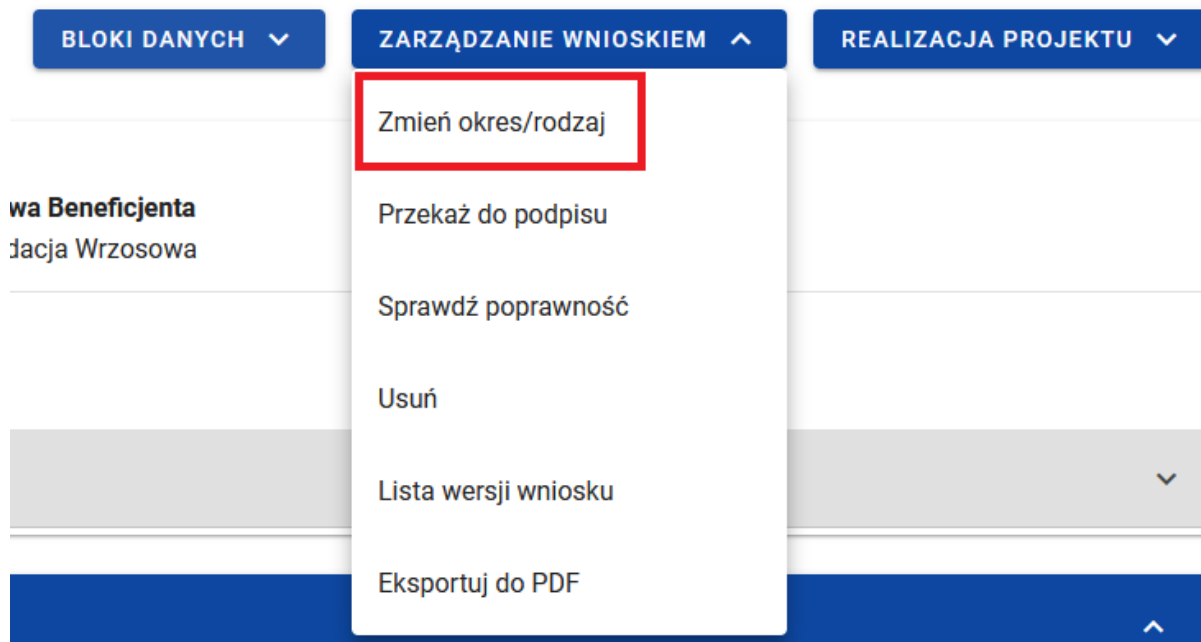 BLOKI DANYCH
ZARZĄDZANIE WNIOSKIEM
REALIZACJA PROJEKTU
Zmień okres/rodzaj
wa Beneficjenta
Przekaż do podpisu
dacja Wrzosowa
Sprawdź poprawność
Usuń
Lista wersji wniosku
Eksportuj do PDF